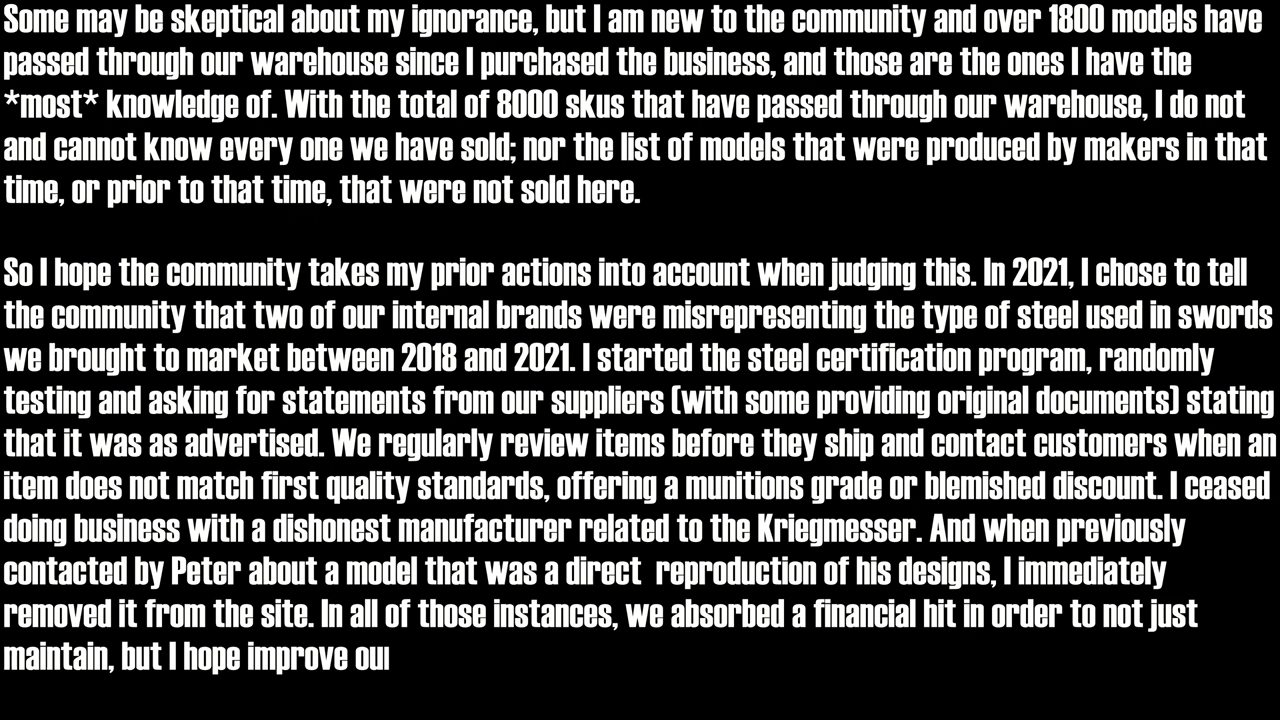 Some may be skeptical about my ignorance, but I am new to the community and over 1800 models have
passed through our warehouse since I purchased the business, and those are the ones I have the
*most* knowledge of. With the total of 8000 skus that have passed through our warehouse, I do not
and cannot know every one we have sold; nor the list of models that were produced by makers in that
time, or prior to that time, that were not sold here.

So I hope the community takes my prior actions into account when judging this. In 2021, I chose to tell
the community that two of our internal brands were misrepresenting the type of steel used in swords
we brought to market between 2018 and 2021. I started the steel certification program, randomly
testing and asking for statements from our suppliers (with some providing original documents) stating
that it was as advertised. We regularly review items before they ship and contact customers when an
item does not match first quality standards, offering a munitions grade or blemished discount. I ceased
doing business with a dishonest manufacturer related to the Kriegmesser. And when previously
contacted by Peter about a model that was a direct  reproduction of his designs, I immediately
removed it from the site. In all of those instances, we absorbed a financial hit in order to not just
maintain, but I hope improve